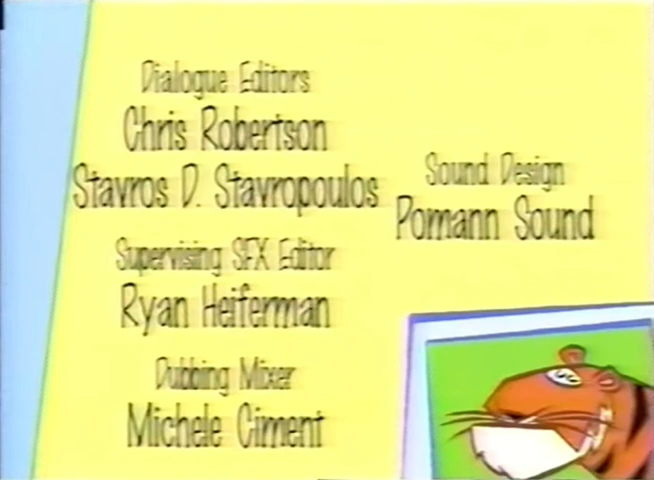 Dialogue Editors
Chris Robertson
Stavros D. Stavropoulos
Supervising SFX Editor
Ryan Heiferman
Dubbing Mixer
Michele Ciment
Sound Design
Pomann Sound